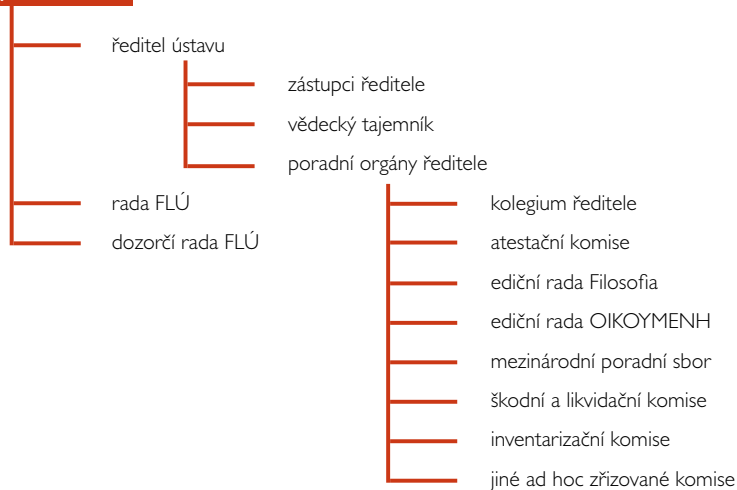 ředitel ústavu
zástupci ředitele
vědecký tajemník
poradní orgány ředitele
rada FLÚ
kolegium ředitele
dozorčí rada FLÚ
atestační komise
ediční rada Filosofia
ediční rada OIKOYMENH
mezinárodní poradní sbor
škodní a likvidační komise
inventarizační komise
jiné ad hoc zřizované komise